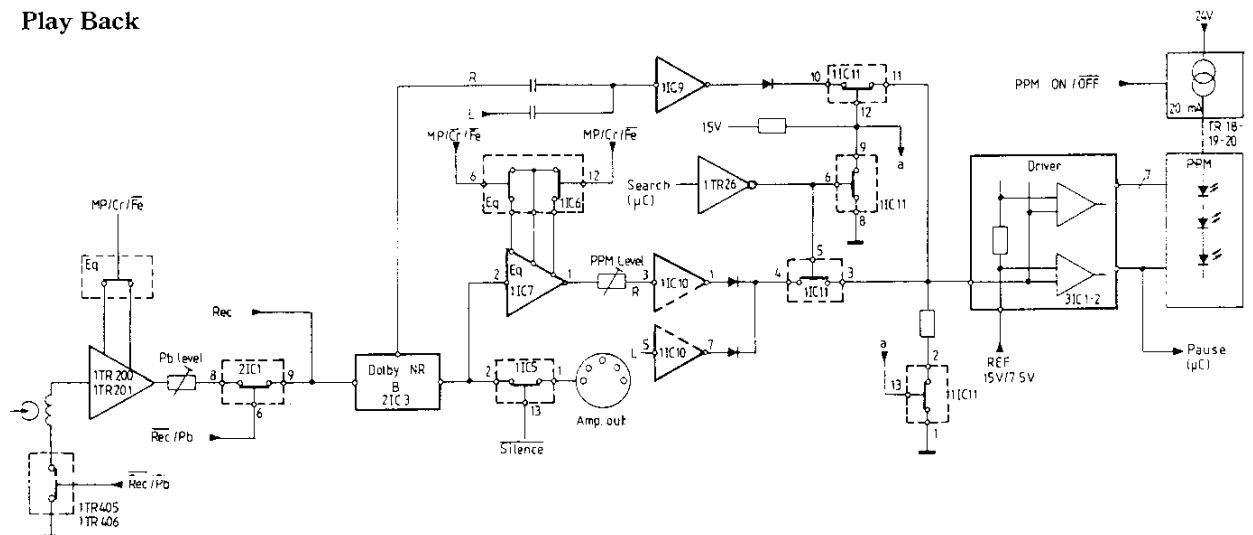 Play Back
24V
R
1IC9
10
1IC11
11
12
PPM ON/OFF
20 mA
TR 18-
19-20
L
MP/Cr/Fe
MP/Cr/Fe
15V
9
a
6
12
Eq
1IC6
Search
(µC)
1TR26
6
1IC11
8
Driver
7
PPM
MP/Cr/Fe
Eq
5
2
Eq
1IC7
1
PPM Level
3
R
1IC10
1
4
1IC11
3
3IC1-2
Rec
L
5
1IC10
7
REF
15V/7.5V
Pause
(µC)
1TR200
1TR201
Pb level
8
2IC1
9
6
Dolby NR
B
2IC3
2
1IC5
1
13
Amp. out
a
2
13
1IC11
1
Rec/Pb
Silence
Rec/Pb
1TR405
1TR406